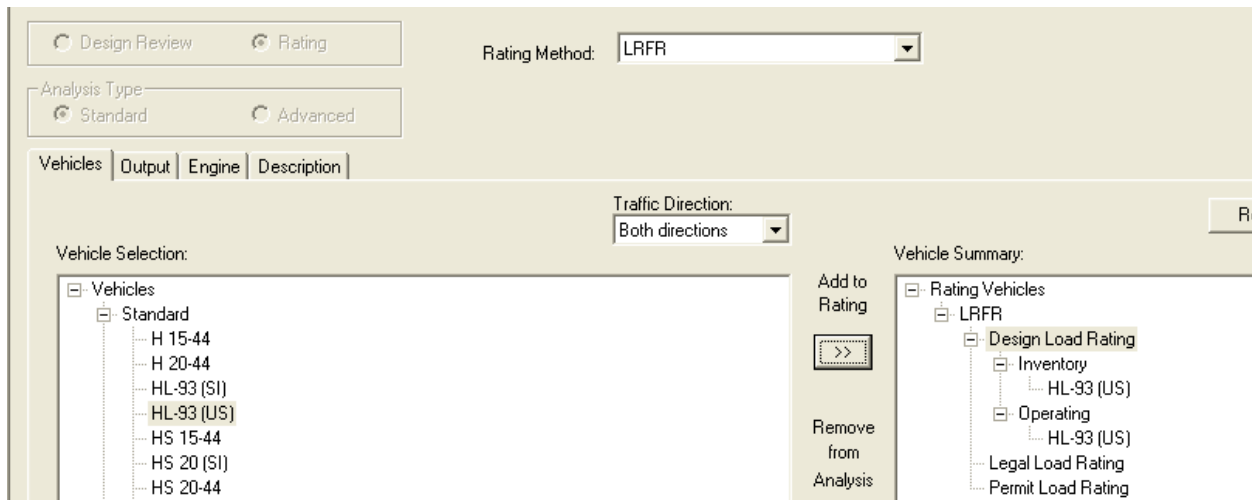 Design Review Rating
Rating Method: LRFR
Analysis Type
Standard Advanced
Vehicles Output Engine Description
Traffic Direction:
Both directions
Vehicle Selection:
Vehicles
Standard
H 15-44
H 20-44
HL-93 (SI)
HL-93 (US)
HS 15-44
HS 20 (SI)
HS 20-44
Add to
Rating
>>
Remove
from
Analysis
Vehicle Summary:
Rating Vehicles
LRFR
Design Load Rating
Inventory
HL-93 (US)
Operating
HL-93 (US)
Legal Load Rating
Permit Load Rating